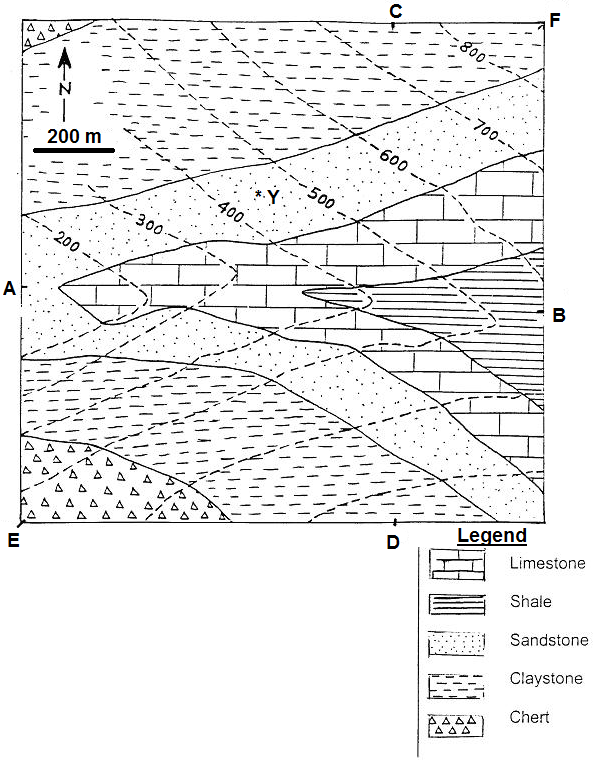 C
F
800
N
200 m
700
600
* Y
500
400
300
200
A
B
E
D
Legend
Limestone
Shale
Sandstone
Claystone
Chert